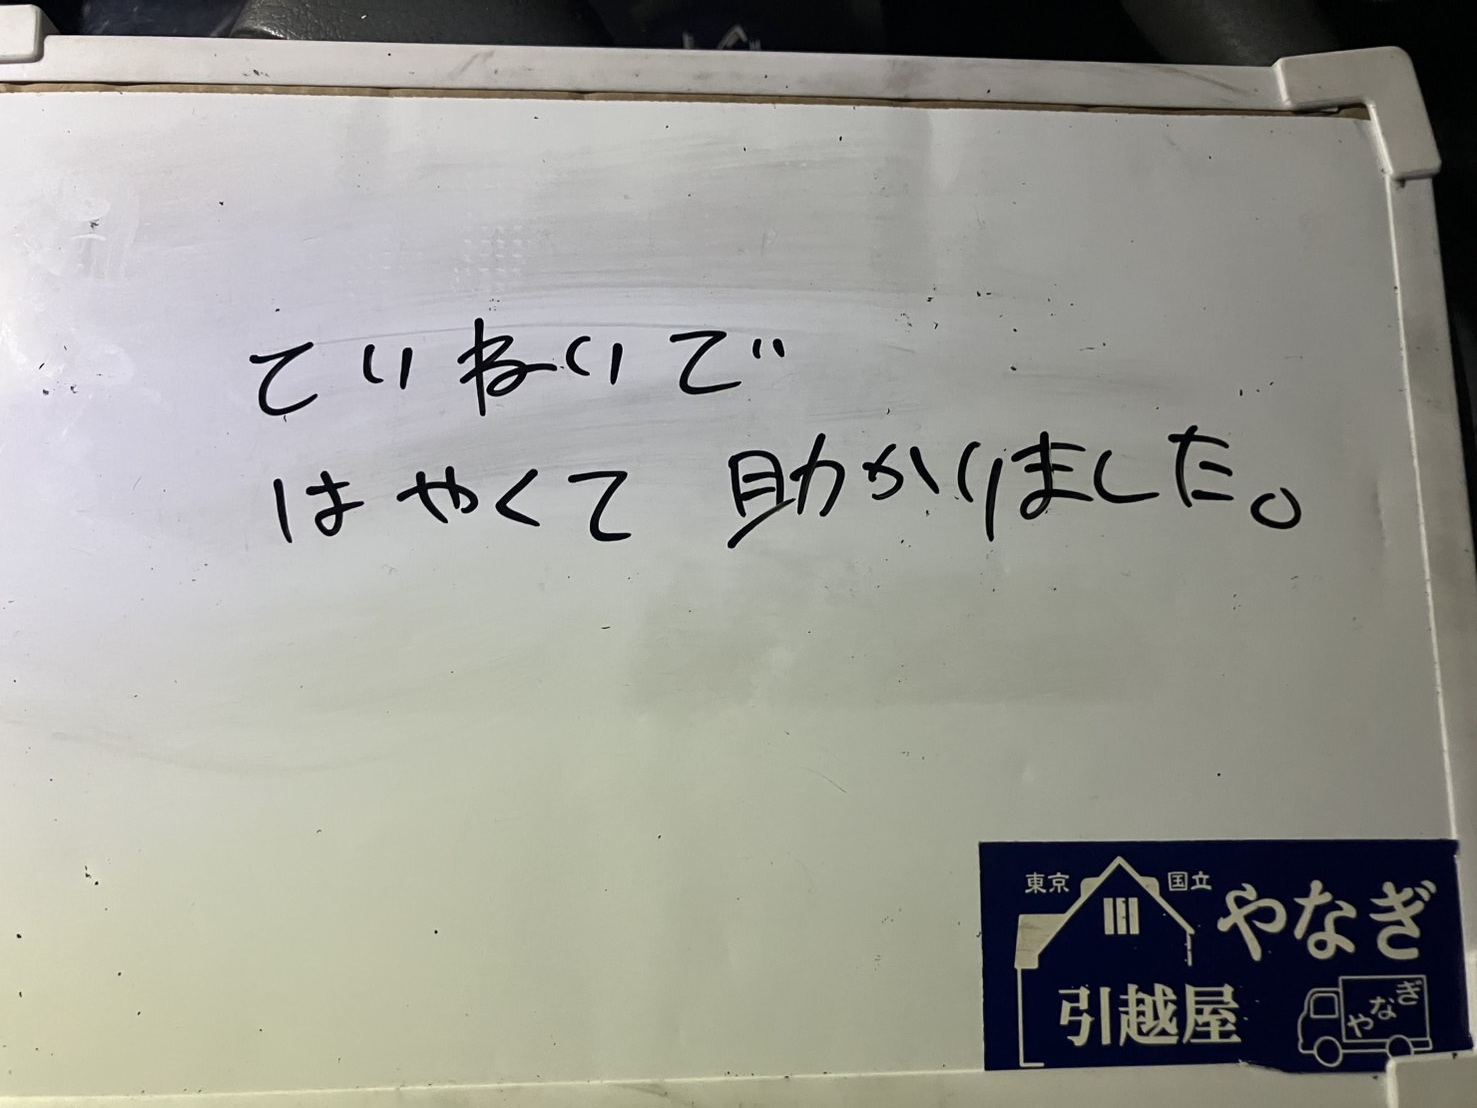 ていねいで
はやくて 助かりました。
東京 国立 やなぎ
引越屋
やなぎ